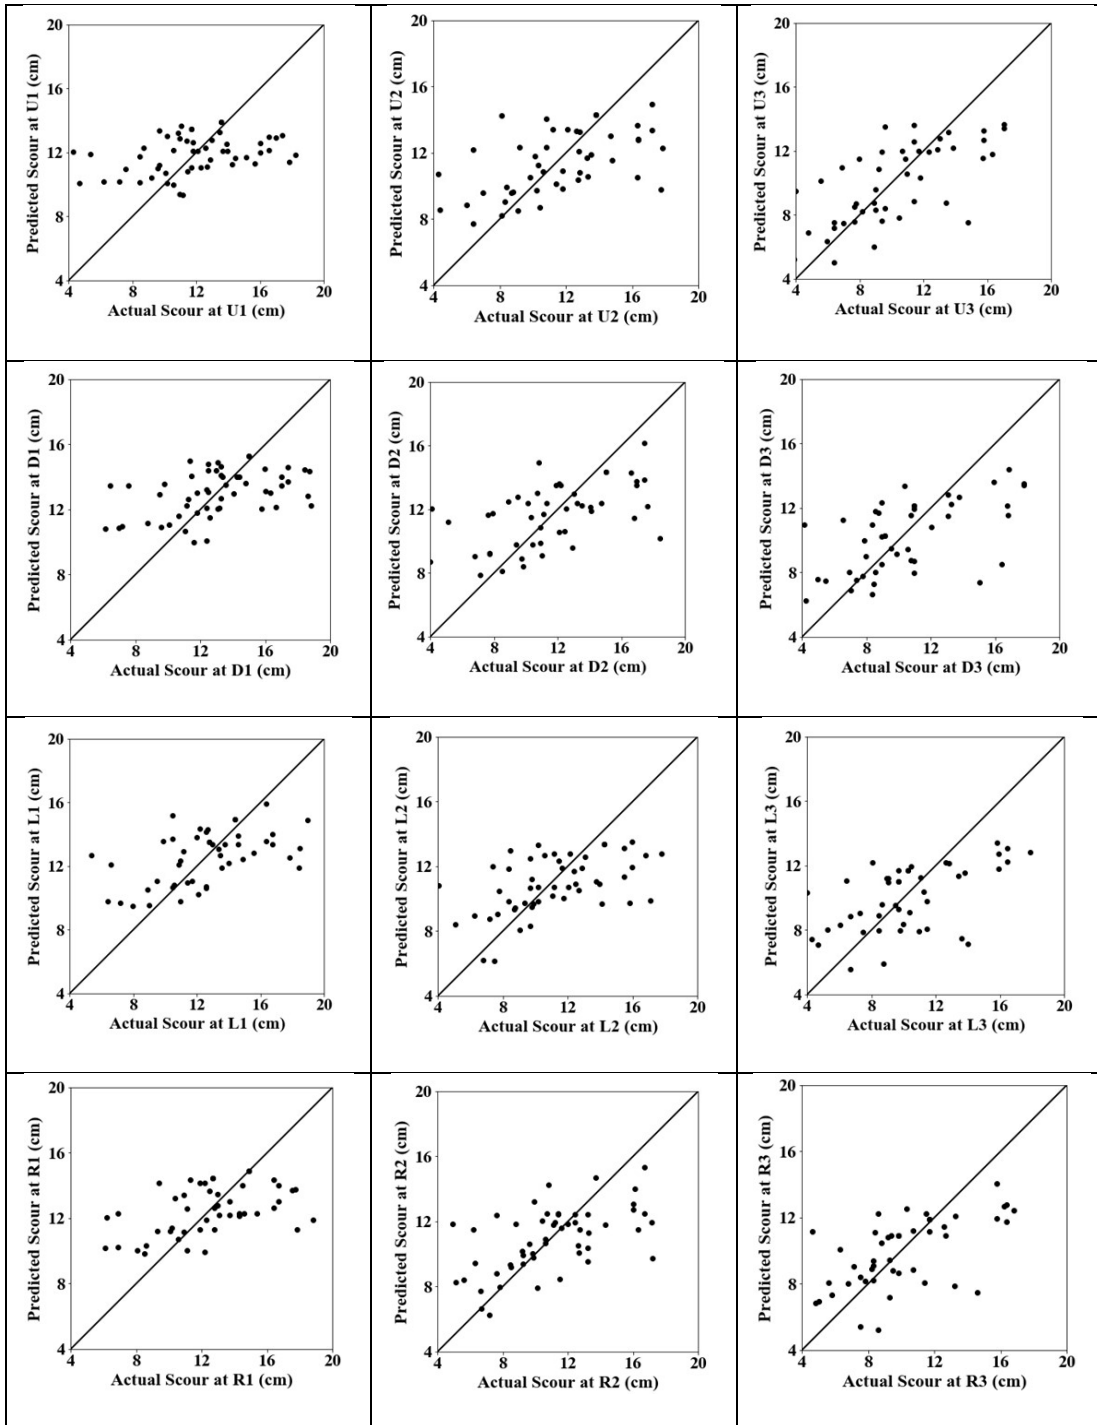 20
16
12
8
4
Predicted Scour at U1 (cm)
4 8 12 16 20
Actual Scour at U1 (cm)
20
16
12
8
4
Predicted Scour at U2 (cm)
4 8 12 16 20
Actual Scour at U2 (cm)
20
16
12
8
4
Predicted Scour at U3 (cm)
4 8 12 16 20
Actual Scour at U3 (cm)
20
16
12
8
4
Predicted Scour at D1 (cm)
4 8 12 16 20
Actual Scour at D1 (cm)
20
16
12
8
4
Predicted Scour at D2 (cm)
4 8 12 16 20
Actual Scour at D2 (cm)
20
16
12
8
4
Predicted Scour at D3 (cm)
4 8 12 16 20
Actual Scour at D3 (cm)
20
16
12
8
4
Predicted Scour at L1 (cm)
4 8 12 16 20
Actual Scour at L1 (cm)
20
16
12
8
4
Predicted Scour at L2 (cm)
4 8 12 16 20
Actual Scour at L2 (cm)
20
16
12
8
4
Predicted Scour at L3 (cm)
4 8 12 16 20
Actual Scour at L3 (cm)
20
16
12
8
4
Predicted Scour at R1 (cm)
4 8 12 16 20
Actual Scour at R1 (cm)
20
16
12
8
4
Predicted Scour at R2 (cm)
4 8 12 16 20
Actual Scour at R2 (cm)
20
16
12
8
4
Predicted Scour at R3 (cm)
4 8 12 16 20
Actual Scour at R3 (cm)